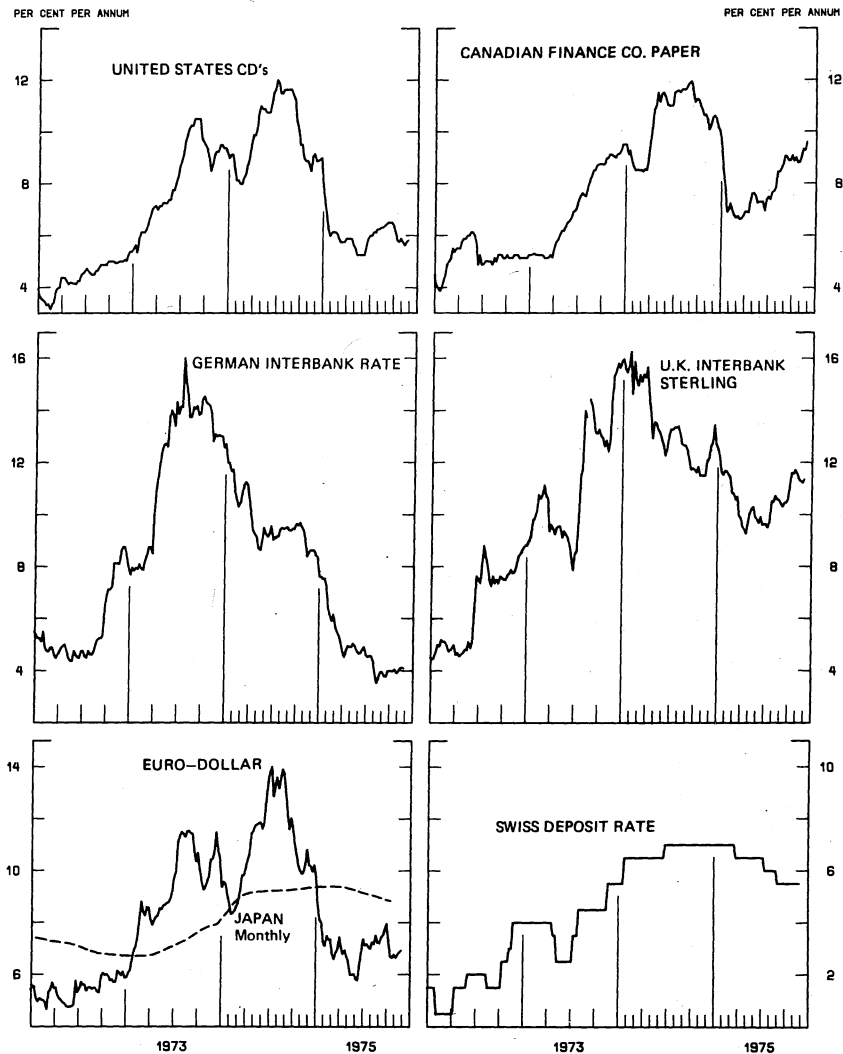 PER CENT PER ANNUM
PER CENT PER ANNUM
UNITED STATES CD's
12
8
4
CANADIAN FINANCE CO. PAPER
12
8
4
GERMAN INTERBANK RATE
16
12
8
4
U.K. INTERBANK
STERLING
16
12
8
4
EURO-DOLLAR
14
10
6
JAPAN
Monthly
1973
1975
SWISS DEPOSIT RATE
10
6
2
1973
1975